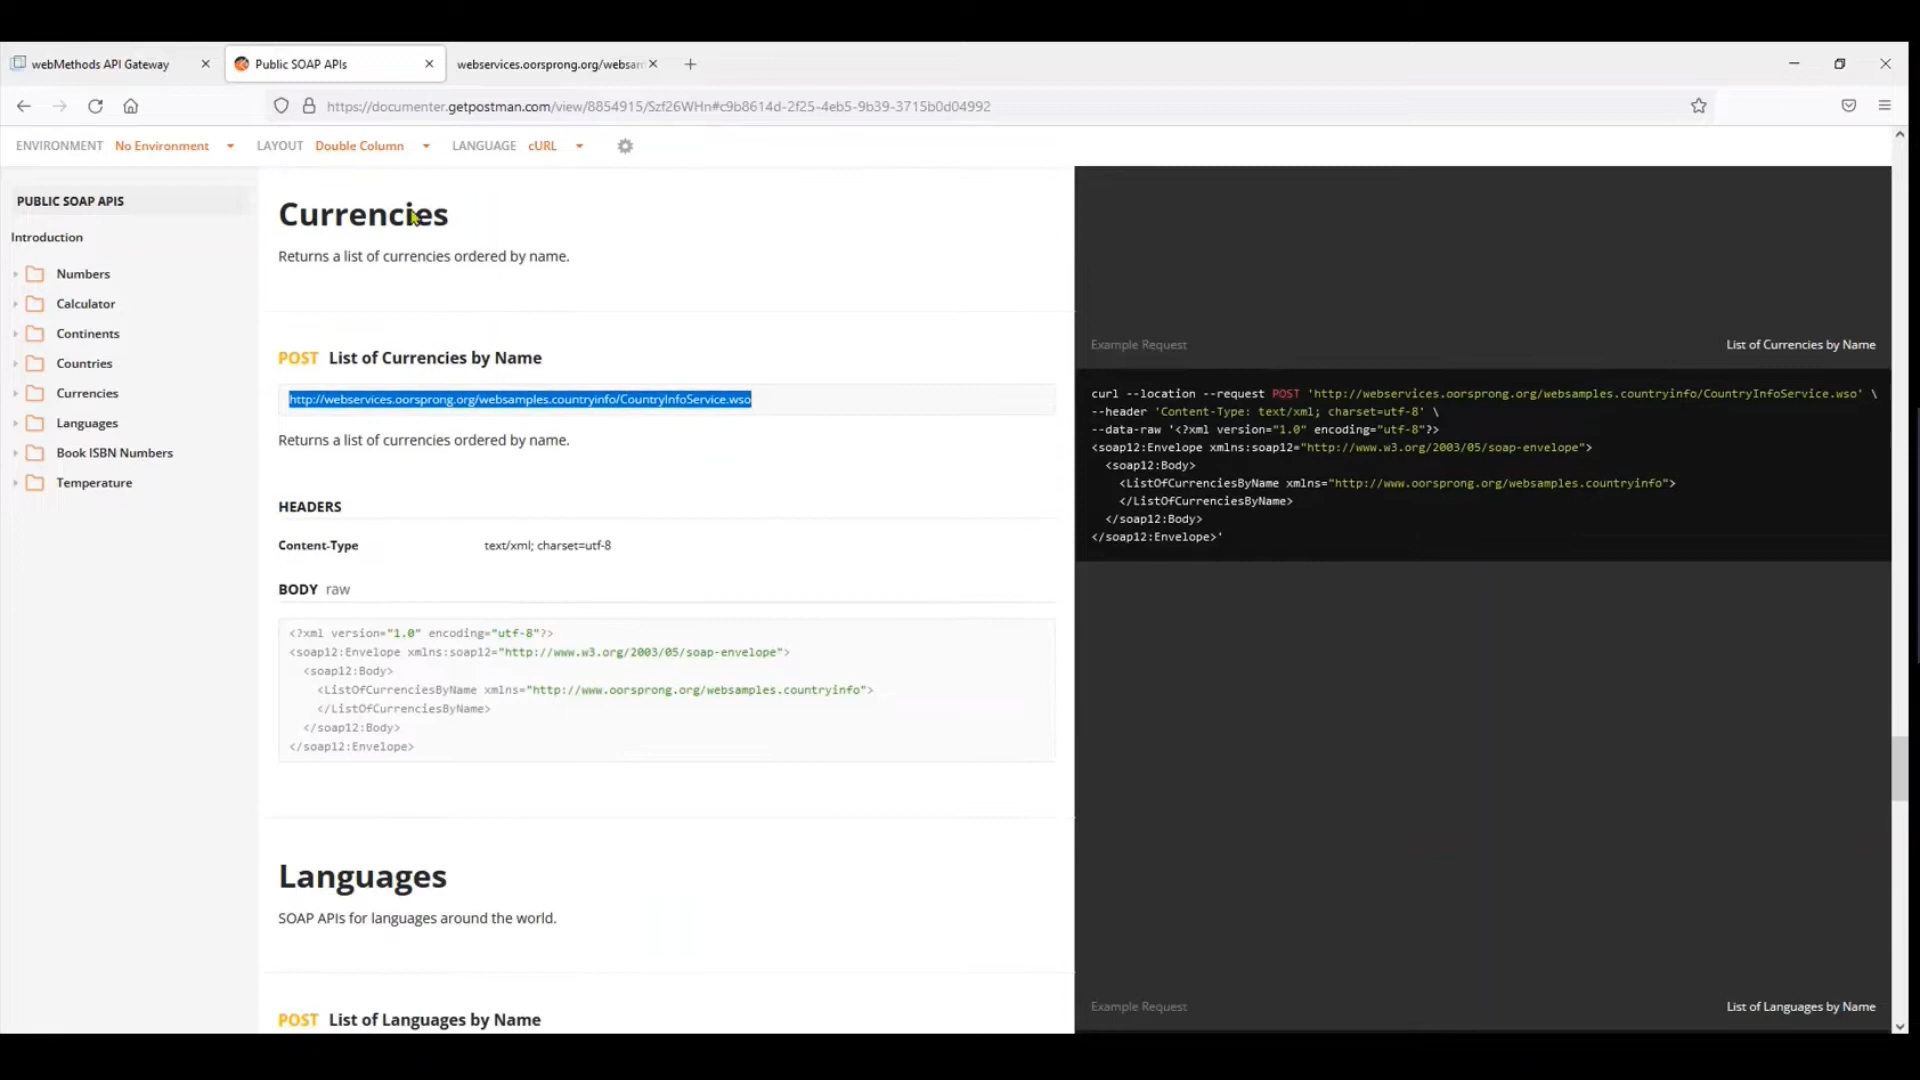 webMethods API Gateway
Public SOAP APIs
webservices.oorsprong.org/websam
https://documenter.getpostman.com/view/8854915/Szf26WHn#c9b8614d-2f25-4eb5-9b39-3715b0d04992
ENVIRONMENT No Environment LAYOUT Double Column LANGUAGE cURL
PUBLIC SOAP APIS
Introduction
Numbers
Calculator
Continents
Countries
Currencies
Languages
Book ISBN Numbers
Temperature
Currencies
Returns a list of currencies ordered by name.
POST List of Currencies by Name
http://webservices.oorsprong.org/websamples.countryinfo/CountryInfoService.wso
Returns a list of currencies ordered by name.
HEADERS
Content-Type text/xml; charset=utf-8
BODY raw
<?xml version="1.0" encoding="utf-8"?>
<soap12:Envelope xmlns:soap12="http://www.w3.org/2003/05/soap-envelope">
<soap12:Body>
<ListOfCurrenciesByName xmlns="http://www.oorsprong.org/websamples.countryinfo">
</ListOfCurrenciesByName>
</soap12:Body>
</soap12:Envelope>
Languages
SOAP APIs for languages around the world.
POST List of Languages by Name
Example Request List of Currencies by Name
curl --location --request POST 'http://webservices.oorsprong.org/websamples.countryinfo/CountryInfoService.wso' \
--header 'Content-Type: text/xml; charset=utf-8' \
--data-raw '<?xml version="1.0" encoding="utf-8"?>
<soap12:Envelope xmlns:soap12="http://www.w3.org/2003/05/soap-envelope">
<soap12:Body>
<ListOfCurrenciesByName xmlns="http://www.oorsprong.org/websamples.countryinfo">
</ListOfCurrenciesByName>
</soap12:Body>
</soap12:Envelope>'
Example Request List of Languages by Name